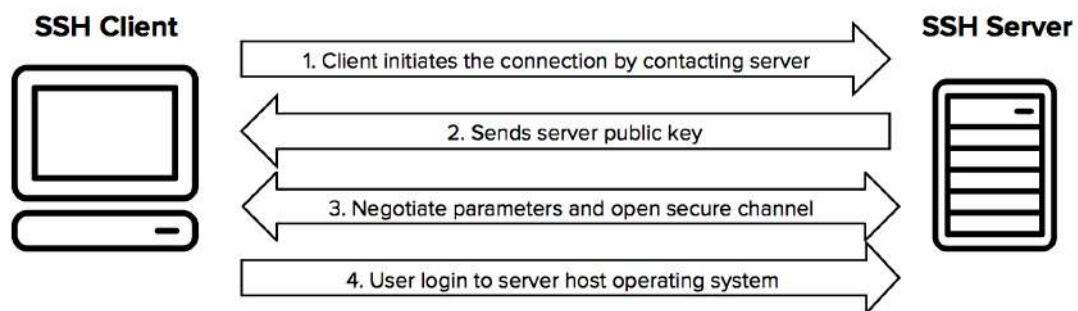 SSH Client
SSH Server
1. Client initiates the connection by contacting server
2. Sends server public key
3. Negotiate parameters and open secure channel
4. User login to server host operating system